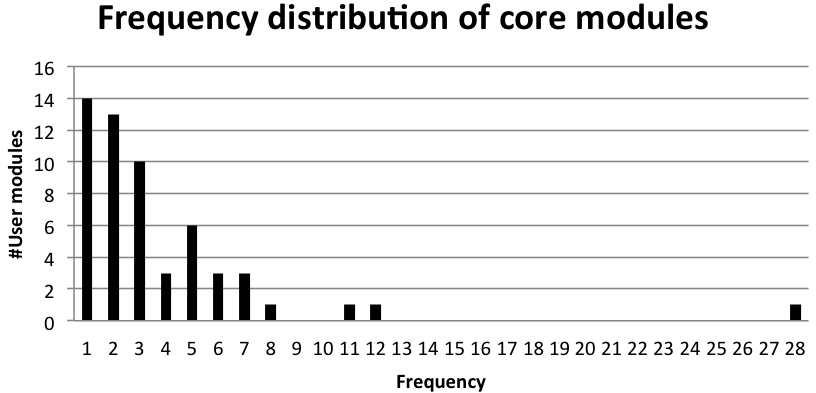 Frequency distribution of core modules
16
14
12
10
8
6
4
2
0
#User modules
1 2 3 4 5 6 7 8 9 10 11 12 13 14 15 16 17 18 19 20 21 22 23 24 25 26 27 28
Frequency